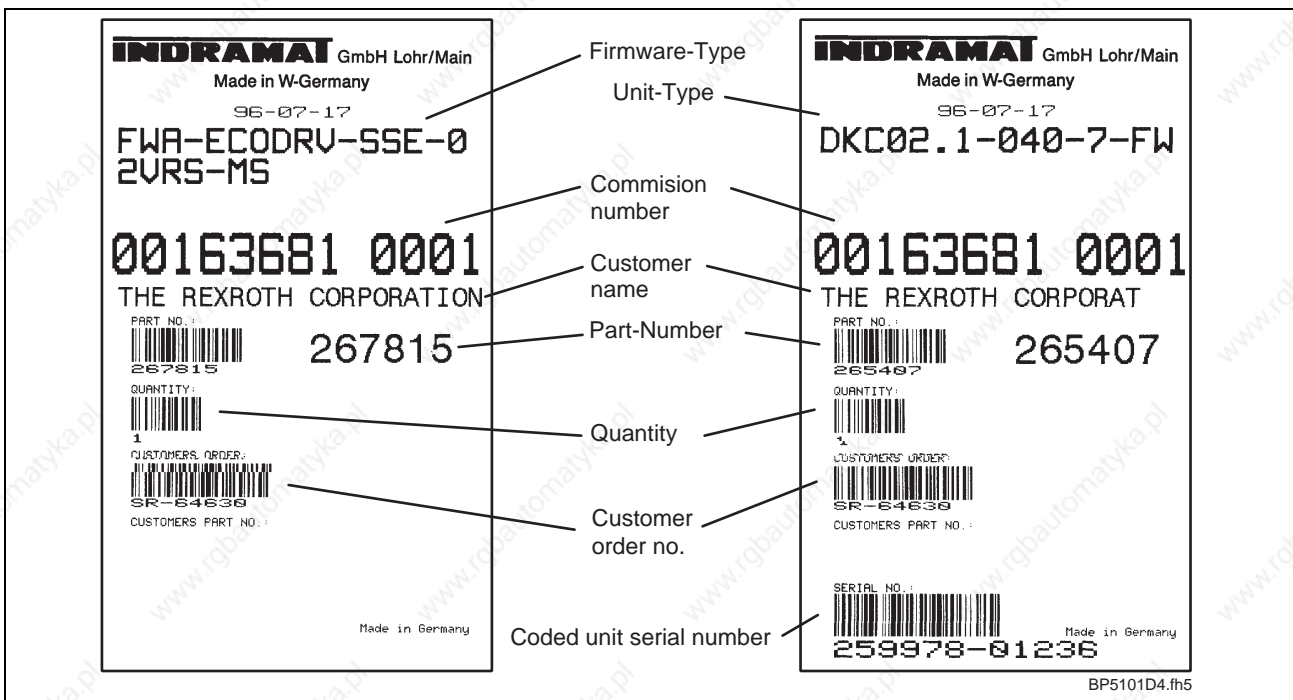 INDRAMAT GmbH Lohr/Main
Made in W-Germany
96-07-17
FWA-ECODRV-SSE-0
2VRS-MS
00163681 0001
THE REXROTH CORPORATION
PART NO.:
267815
267815
QUANTITY:
1
CUSTOMERS ORDER:
SR-64630
CUSTOMERS PART NO.:
Made in Germany
Firmware-Type
Unit-Type
Commision
number
Customer
name
Part-Number
Quantity
Customer
order no.
Coded unit serial number
INDRAMAT GmbH Lohr/Main
Made in W-Germany
96-07-17
DKC02.1-040-7-FW
00163681 0001
THE REXROTH CORPORAT
PART NO.:
265407
265407
QUANTITY:
1
CUSTOMERS ORDER:
SR-64630
CUSTOMERS PART NO.:
SERIAL NO.:
Made in Germany
259978-01236
BP5101D4.fh5
www.rgbautomatyka.pl